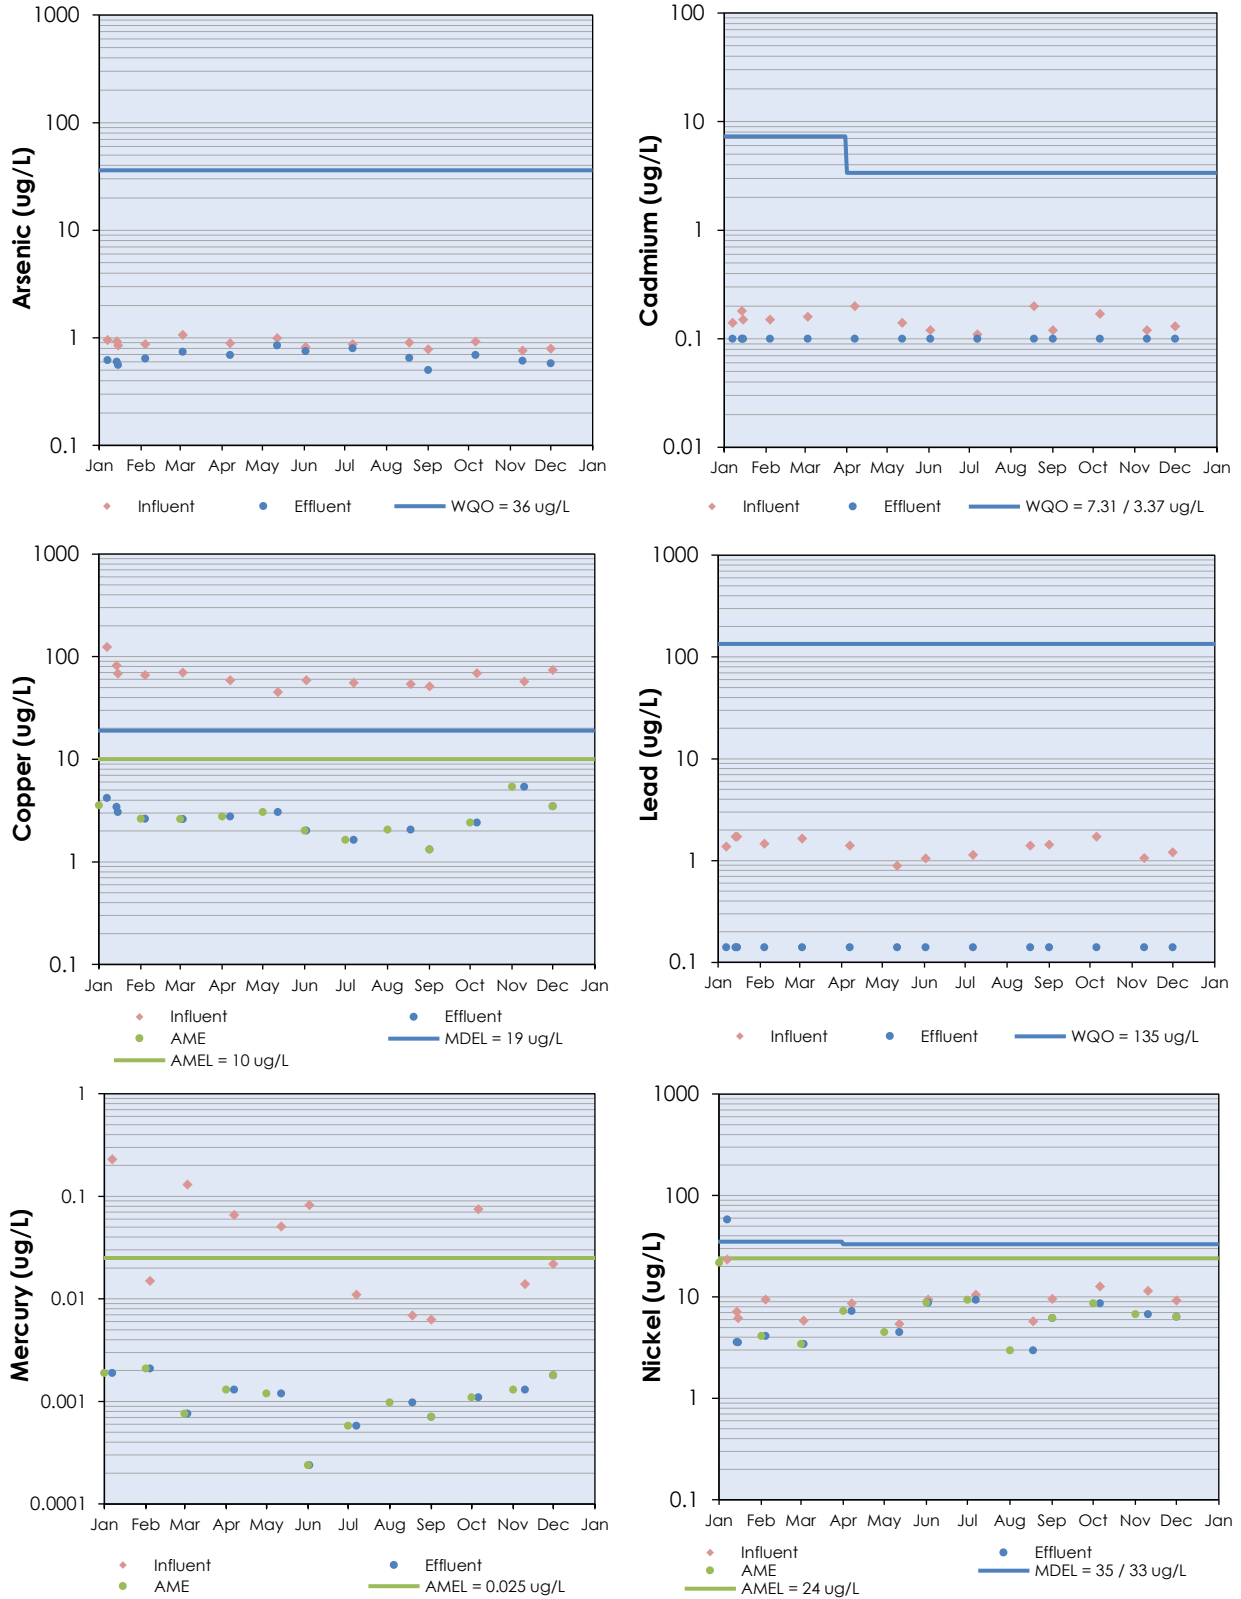 Arsenic (ug/L)
1000
100
10
1
0.1
Jan Feb Mar Apr May Jun Jul Aug Sep Oct Nov Dec Jan
Influent Effluent WQO = 36 ug/L
Cadmium (ug/L)
100
10
1
0.1
0.01
Jan Feb Mar Apr May Jun Jul Aug Sep Oct Nov Dec Jan
Influent Effluent WQO = 7.31 / 3.37 ug/L
Copper (ug/L)
1000
100
10
1
0.1
Jan Feb Mar Apr May Jun Jul Aug Sep Oct Nov Dec Jan
Influent Effluent
AME MDEL = 19 ug/L
AMEL = 10 ug/L
Lead (ug/L)
1000
100
10
1
0.1
Jan Feb Mar Apr May Jun Jul Aug Sep Oct Nov Dec Jan
Influent Effluent WQO = 135 ug/L
Mercury (ug/L)
1
0.1
0.01
0.001
0.0001
Jan Feb Mar Apr May Jun Jul Aug Sep Oct Nov Dec Jan
Influent Effluent
AME AMEL = 0.025 ug/L
Nickel (ug/L)
1000
100
10
1
0.1
Jan Feb Mar Apr May Jun Jul Aug Sep Oct Nov Dec Jan
Influent Effluent
AME MDEL = 35 / 33 ug/L
AMEL = 24 ug/L